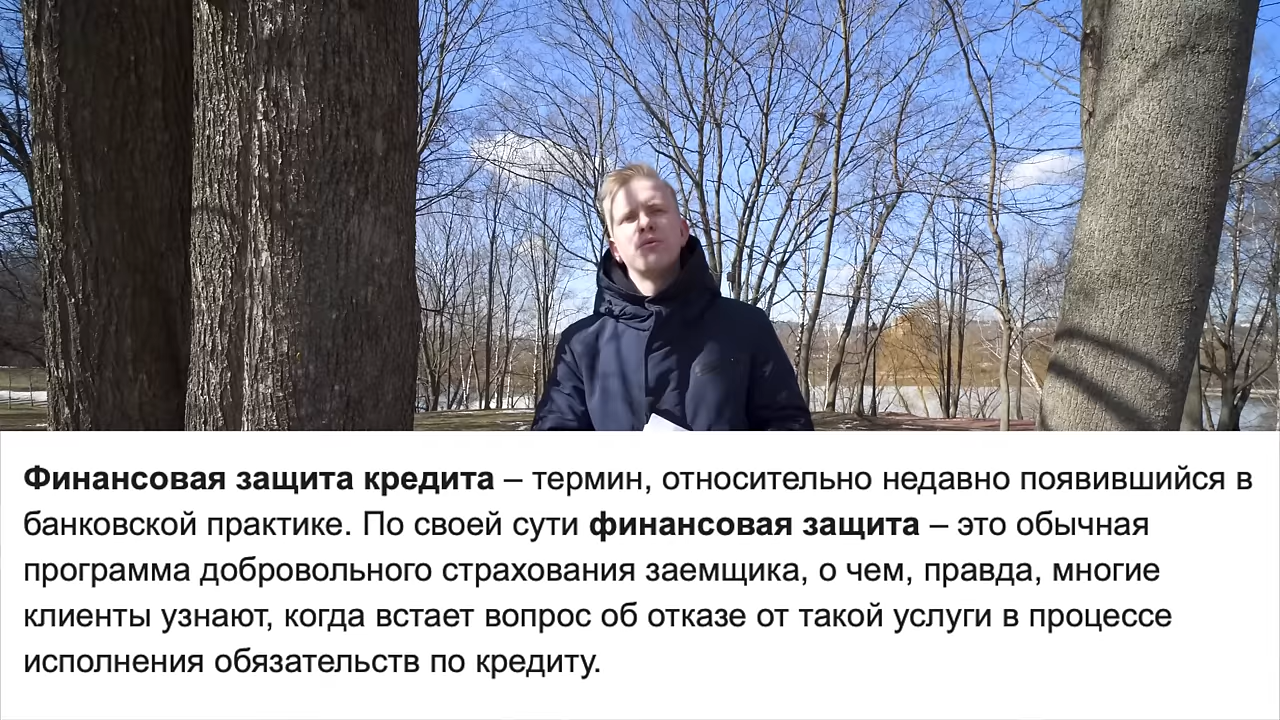 Финансовая защита кредита – термин, относительно недавно появившийся в
банковской практике. По своей сути финансовая защита – это обычная
программа добровольного страхования заемщика, о чем, правда, многие
клиенты узнают, когда встает вопрос об отказе от такой услуги в процессе
исполнения обязательств по кредиту.